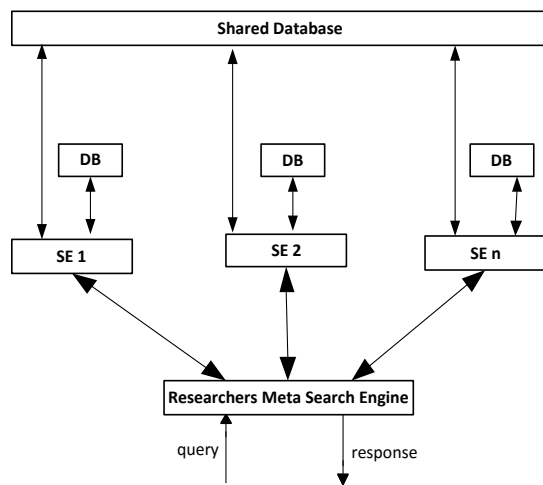 Shared Database
DB
DB
DB
SE 1
SE 2
SE n
Researchers Meta Search Engine
query
response